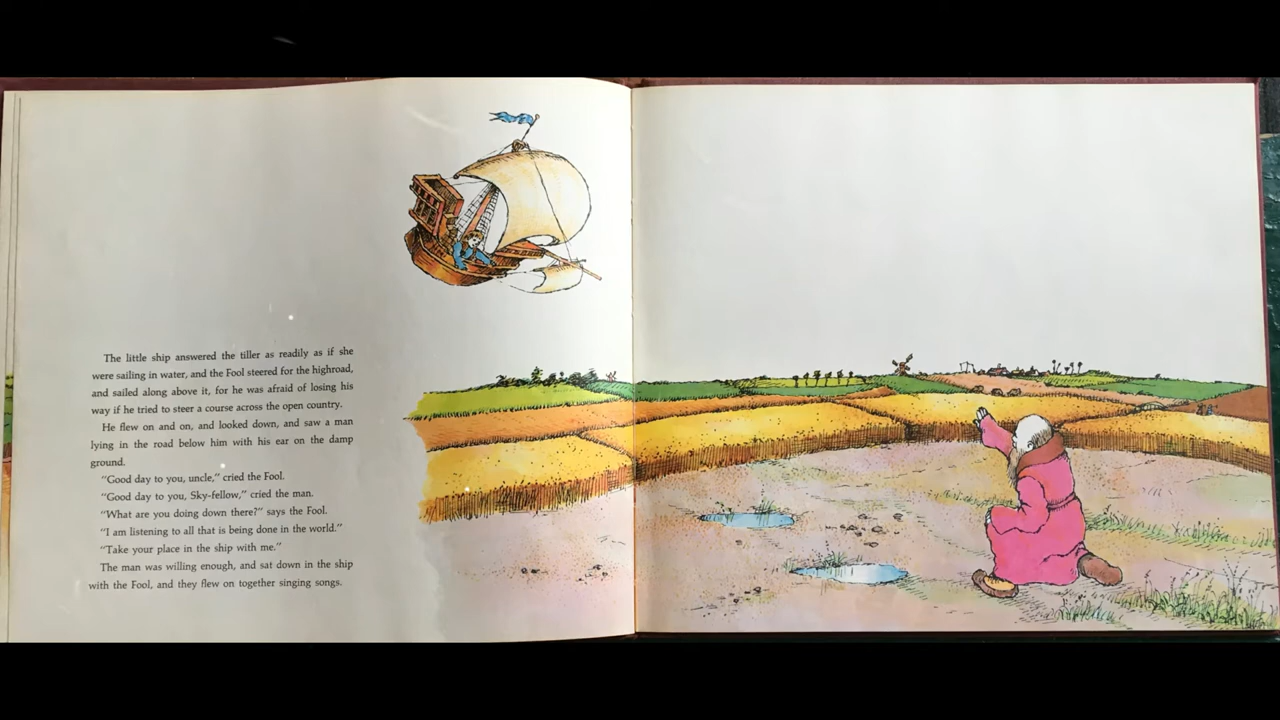 The little ship answered the tiller as readily as if she
were sailing in water, and the Fool steered for the highroad,
and sailed along above it, for he was afraid of losing his
way if he tried to steer a course across the open country.
He flew on and on, and looked down, and saw a man
lying in the road below him with his ear on the damp
ground.
“Good day to you, uncle,” cried the Fool.
“Good day to you, Sky-fellow,” cried the man.
“What are you doing down there?” says the Fool.
“I am listening to all that is being done in the world.”
“Take your place in the ship with me.”
The man was willing enough, and sat down in the ship
with the Fool, and they flew on together singing songs.